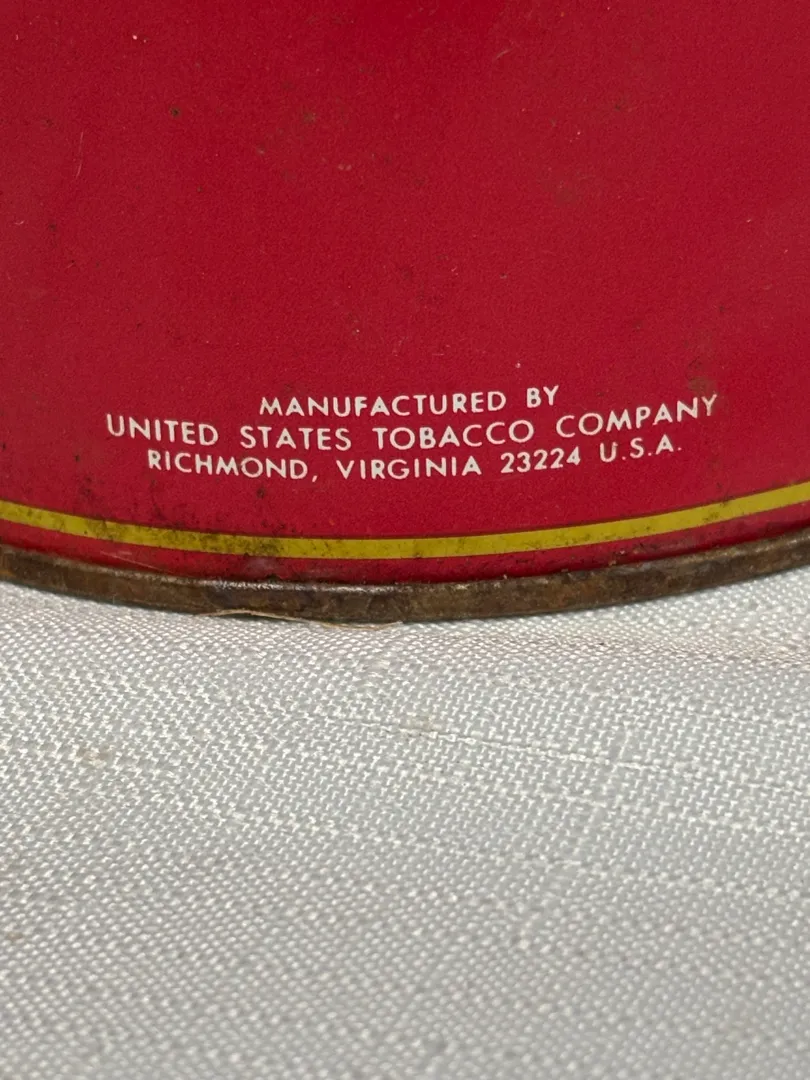 MANUFACTURED BY
UNITED STATES TOBACCO COMPANY
RICHMOND, VIRGINIA 23224 U.S.A.